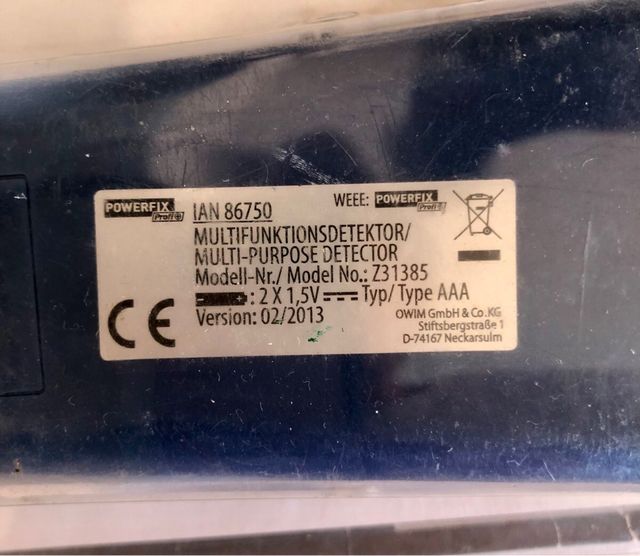 POWERFIX Profi+ IAN 86750 WEEE: POWERFIX Profi+
MULTIFUNKTIONSDETEKTOR/
MULTI-PURPOSE DETECTOR
Modell-Nr./ Model No.: Z31385
: 2 X 1,5V Typ/ Type AAA
Version: 02/2013
OWIM GmbH & Co. KG
Stiftsbergstraße 1
D-74167 Neckarsulm
CE